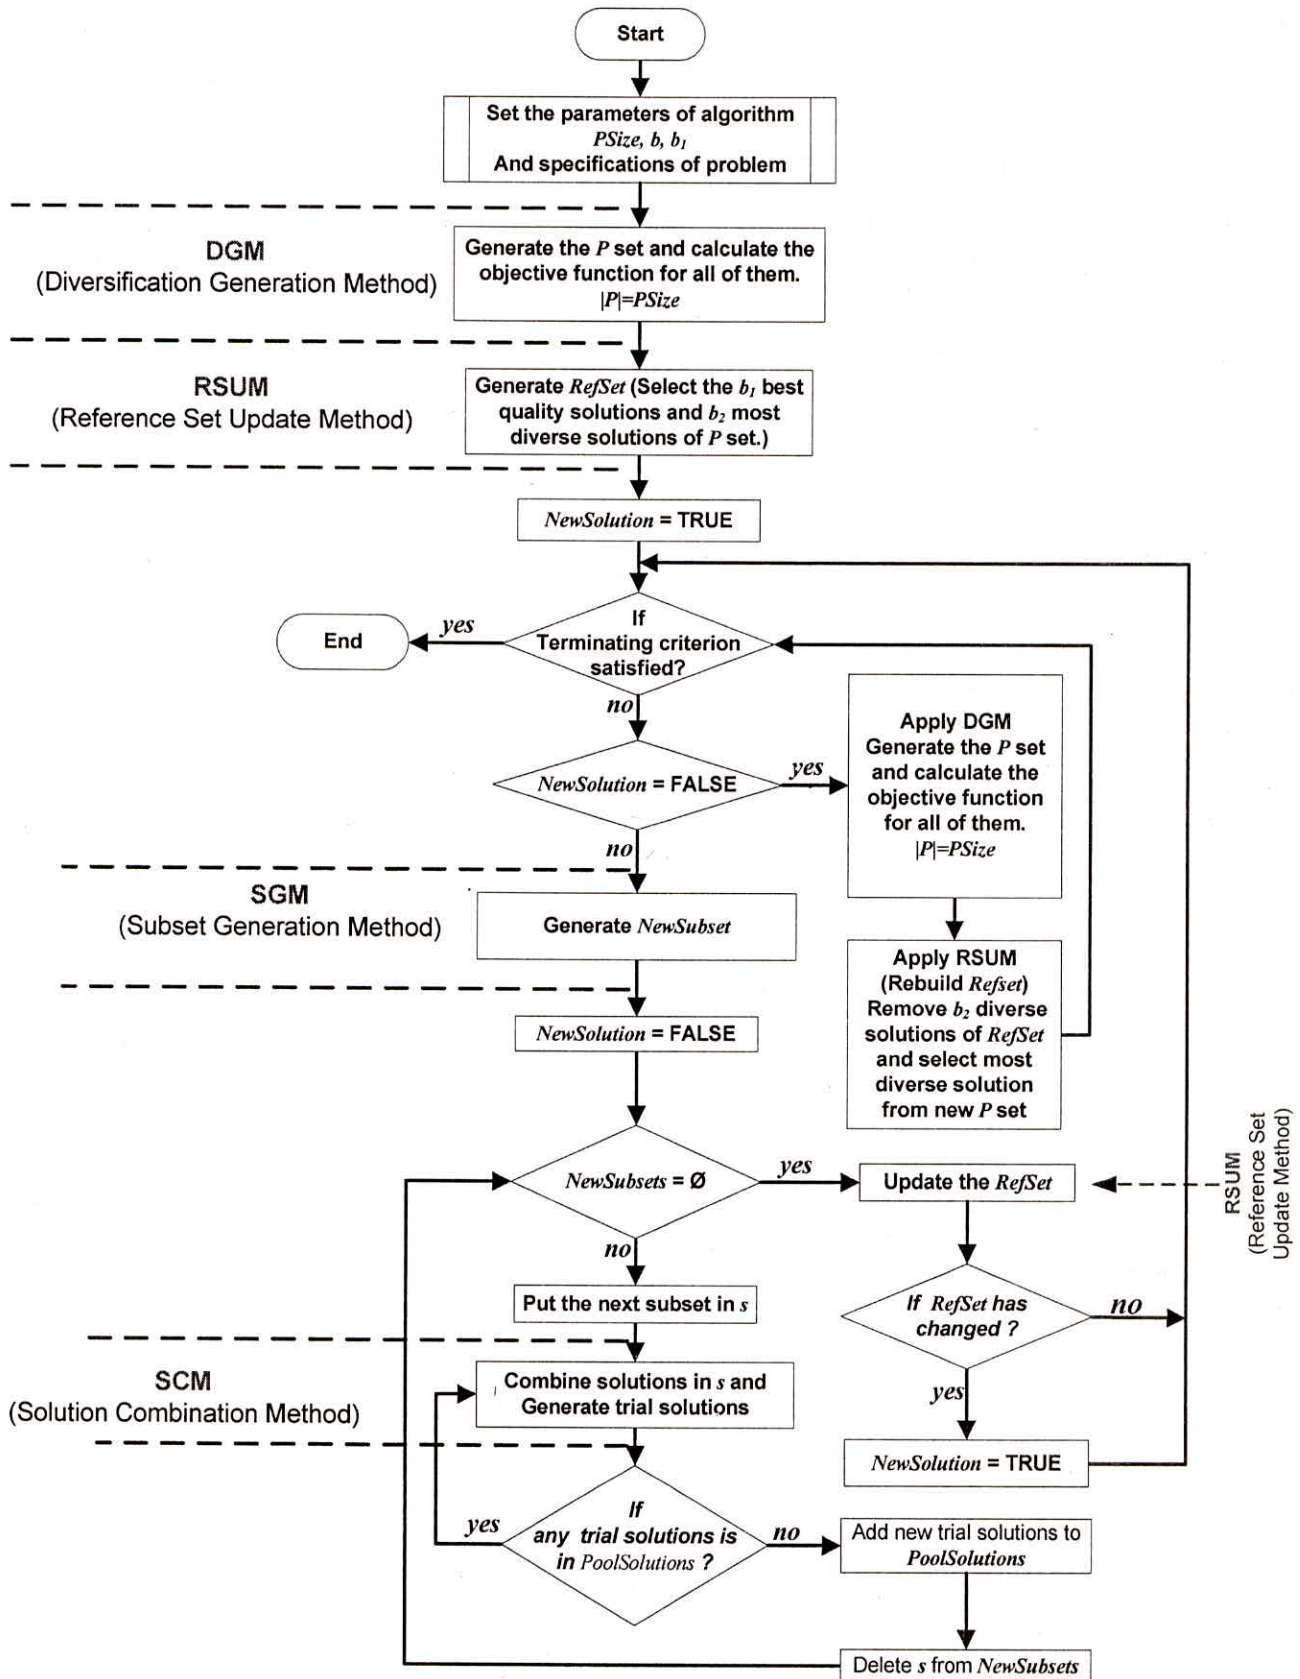 Start
Set the parameters of algorithm
PSize, b, b₁
And specifications of problem
DGM
(Diversification Generation Method)
Generate the P set and calculate the
objective function for all of them.
|P|=PSize
RSUM
(Reference Set Update Method)
Generate RefSet (Select the b₁ best
quality solutions and b₂ most
diverse solutions of P set.)
NewSolution = TRUE
If
Terminating criterion
satisfied?
yes
End
no
NewSolution = FALSE
yes
Apply DGM
Generate the P set
and calculate the
objective function
for all of them.
|P|=PSize
no
SGM
(Subset Generation Method)
Generate NewSubset
Apply RSUM
(Rebuild Refset)
Remove b₂ diverse
solutions of RefSet
and select most
diverse solution
from new P set
NewSolution = FALSE
NewSubsets = Ø
yes
Update the RefSet
RSUM
(Reference Set
Update Method)
no
Put the next subset in s
If RefSet has
changed ?
no
yes
SCM
(Solution Combination Method)
Combine solutions in s and
Generate trial solutions
NewSolution = TRUE
If
any trial solutions is
in PoolSolutions ?
yes
no
Add new trial solutions to
PoolSolutions
Delete s from NewSubsets